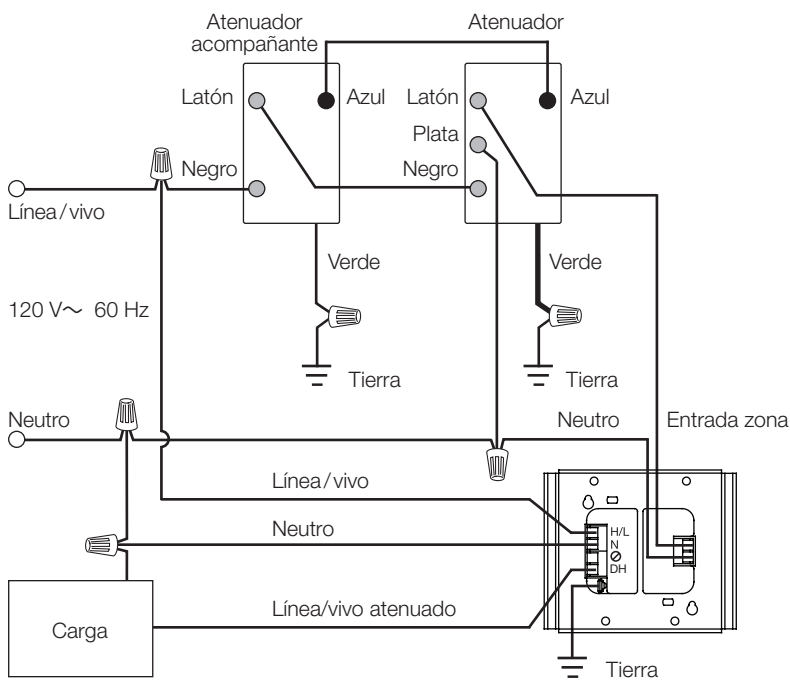 Atenuador
acompañante
Atenuador
Latón
Azul
Latón
Azul
Plata
Negro
Negro
Línea/vivo
Verde
Verde
120 V～ 60 Hz
Tierra
Tierra
Neutro
Neutro
Entrada zona
Línea/vivo
H/L
Neutro
N
DH
Línea/vivo atenuado
Carga
Tierra